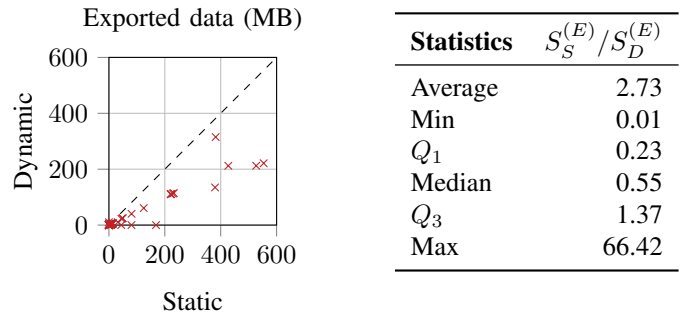 Exported data (MB)
600
400
200
0
Dynamic
0 200 400 600
Static
Statistics S_S^{(E)}/S_D^{(E)}
Average 2.73
Min 0.01
Q_1 0.23
Median 0.55
Q_3 1.37
Max 66.42